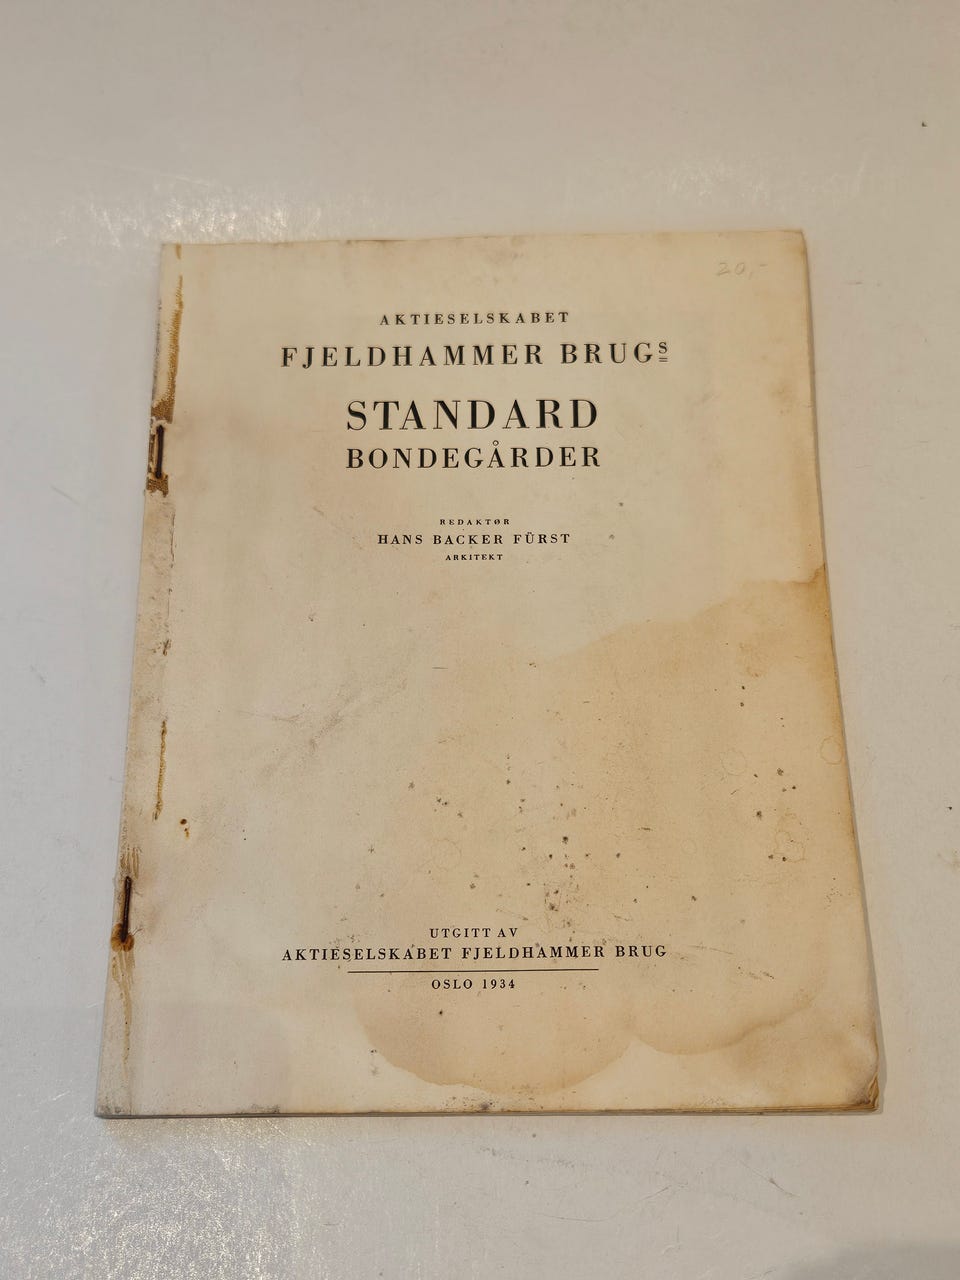 20,-
AKTIESELSKABET
FJELDHAMMER BRUGS
STANDARD
BONDEGÅRDER
REDAKTØR
HANS BACKER FÜRST
ARKITEKT
UTGITT AV
AKTIESELSKABET FJELDHAMMER BRUG
OSLO 1934